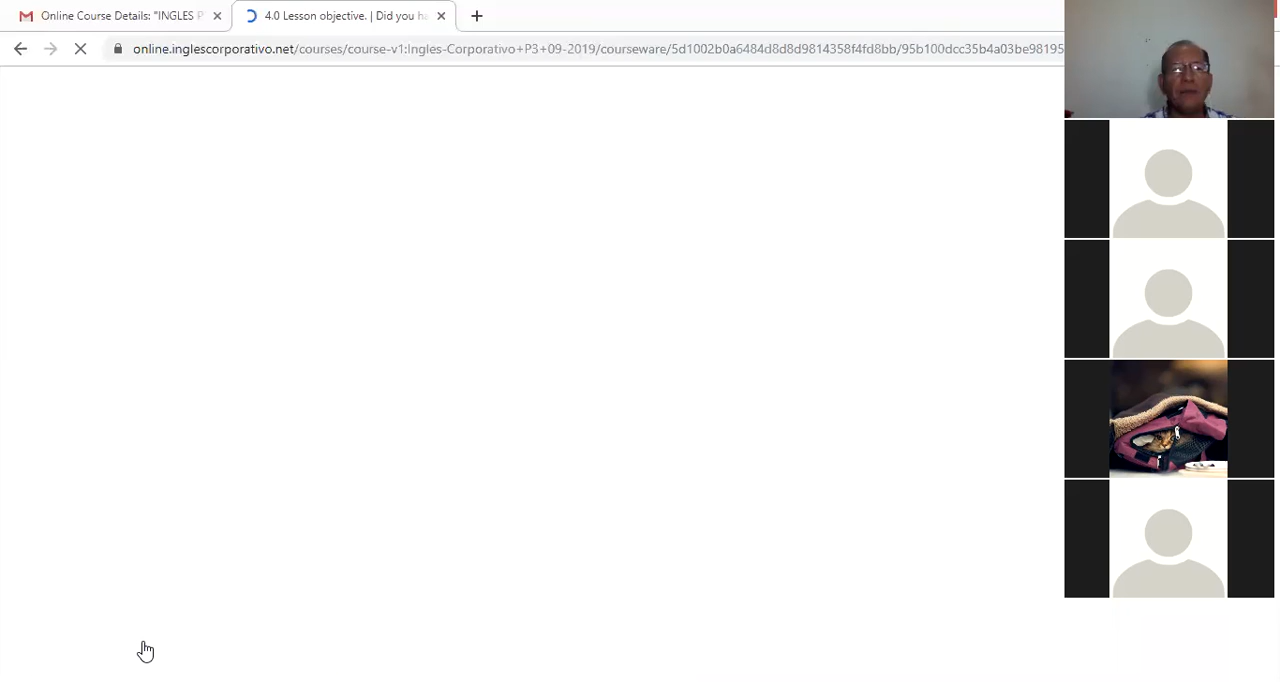 Online Course Details: "INGLES P
4.0 Lesson objective. | Did you ha
online.inglescorporativo.net/courses/course-v1:Ingles-Corporativo+P3+09-2019/courseware/5d1002b0a6484d8d8d9814358f4fd8bb/95b100dcc35b4a03be98195